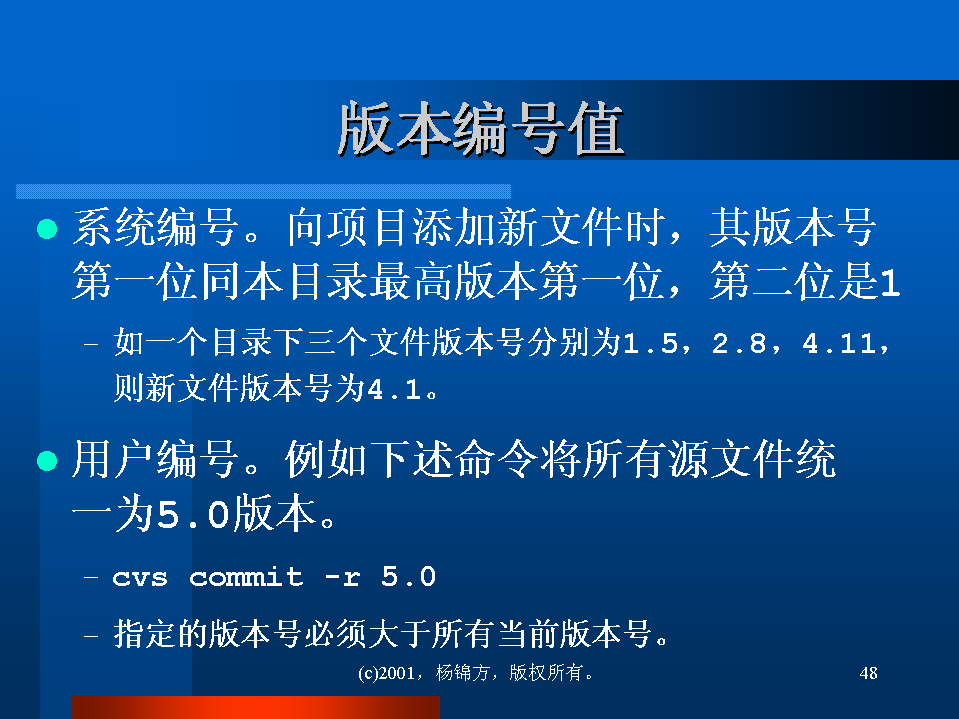 版本编号值
系统编号。向项目添加新文件时，其版本号
第一位同本目录最高版本第一位，第二位是1
– 如一个目录下三个文件版本号分别为1.5，2.8，4.11，
则新文件版本号为4.1。
用户编号。例如下述命令将所有源文件统
一为5.0版本。
– cvs commit -r 5.0
– 指定的版本号必须大于所有当前版本号。
(c)2001，杨锦方，版权所有。
48